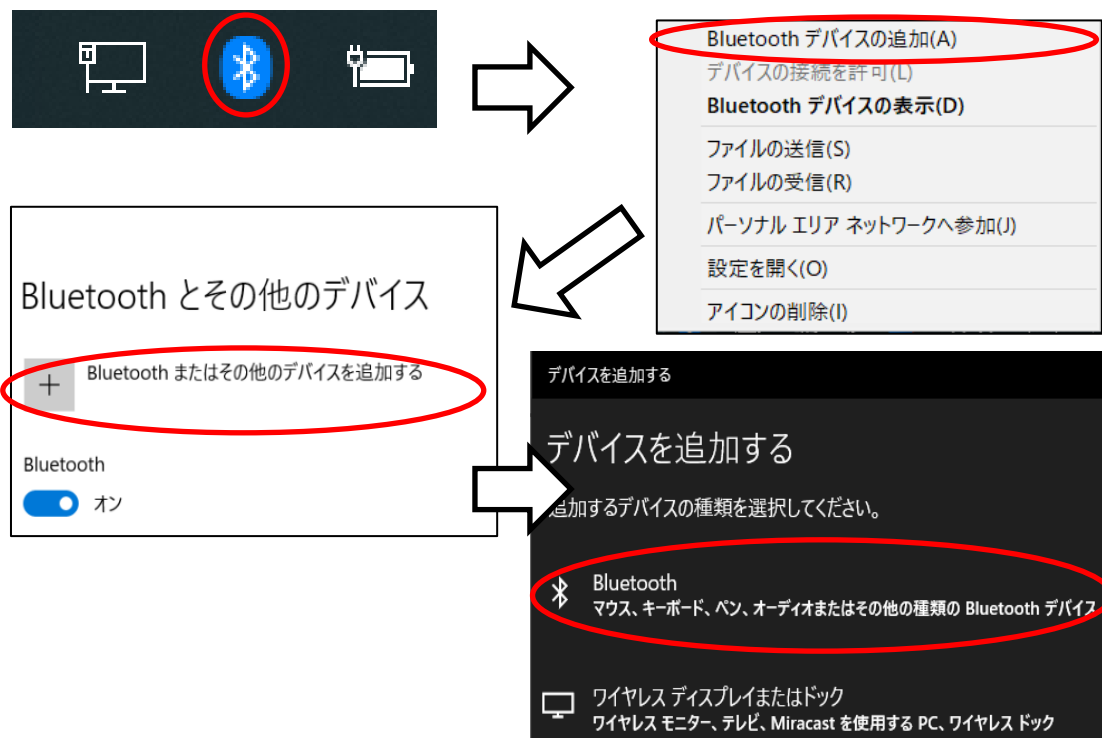 Bluetooth デバイスの追加(A)
デバイスの接続を許可(L)
Bluetooth デバイスの表示(D)
ファイルの送信(S)
ファイルの受信(R)
パーソナル エリア ネットワークへ参加(J)
設定を開く(O)
アイコンの削除(I)
Bluetooth とその他のデバイス
Bluetooth またはその他のデバイスを追加する
Bluetooth
オン
デバイスを追加する
デバイスを追加する
追加するデバイスの種類を選択してください。
Bluetooth
マウス、キーボード、ペン、オーディオまたはその他の種類の Bluetooth デバイス
ワイヤレス ディスプレイまたはドック
ワイヤレス モニター、テレビ、Miracast を使用する PC、ワイヤレス ドック